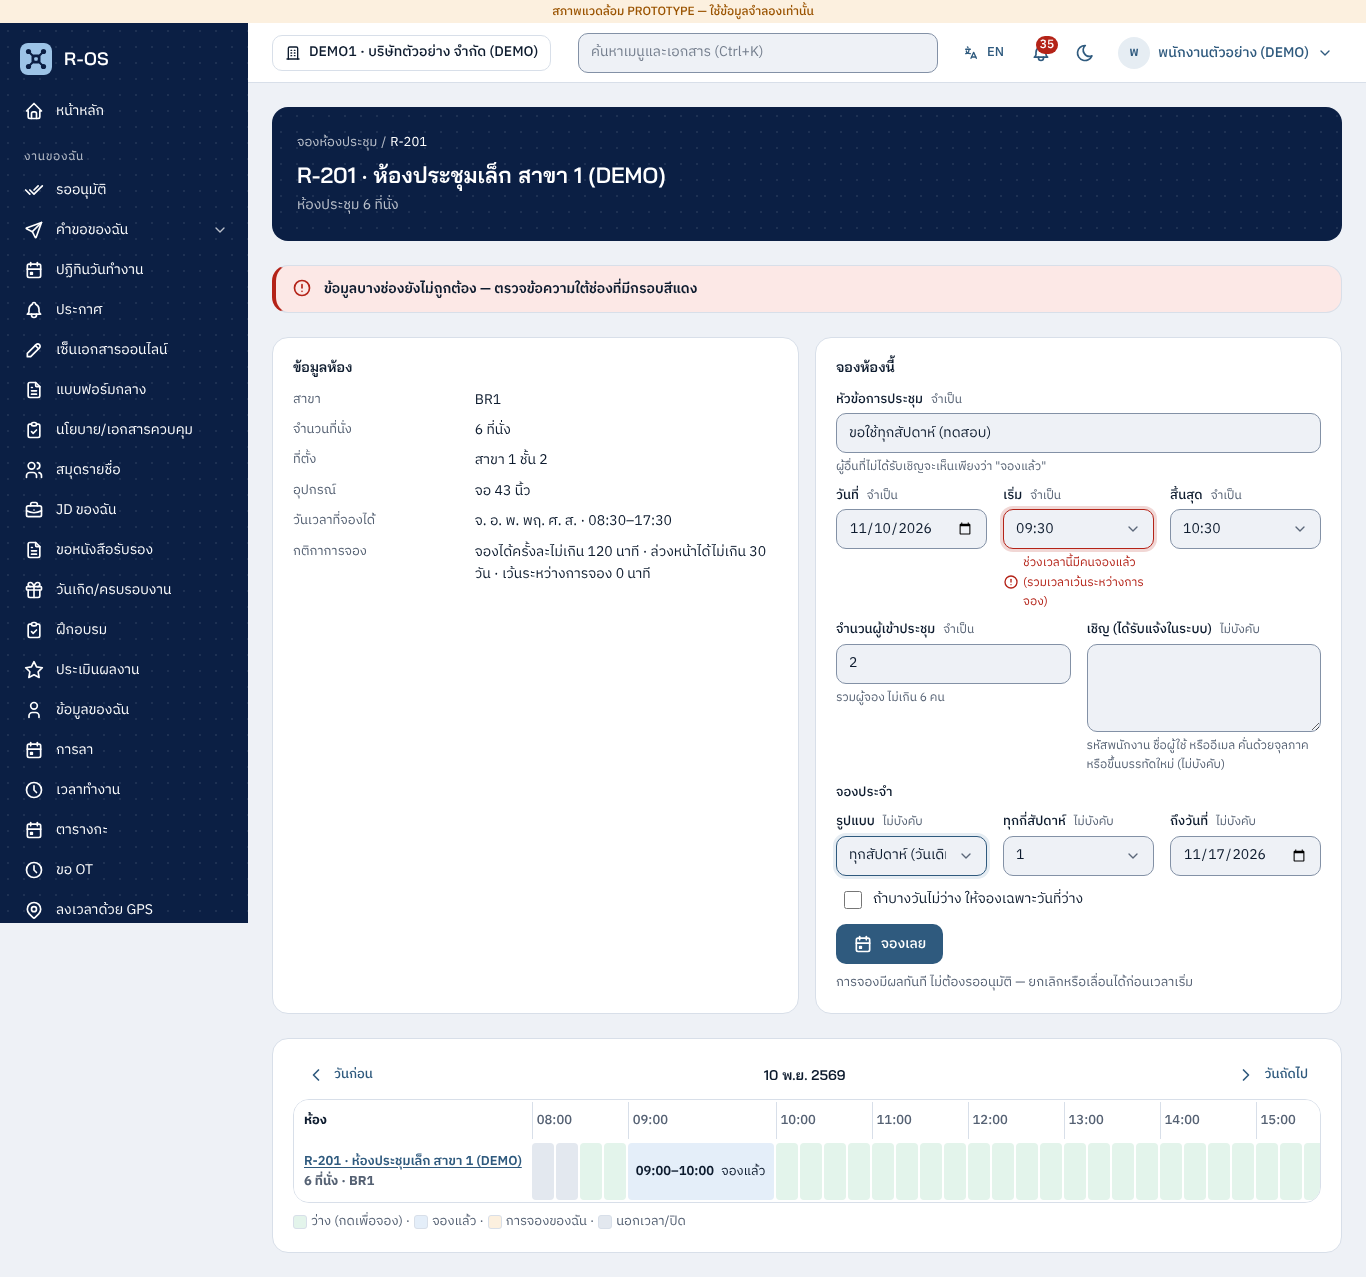 สภาพแวดล้อม PROTOTYPE — ใช้ข้อมูลจำลองเท่านั้น
R-OS
DEMO1 · บริษัทตัวอย่าง จำกัด (DEMO)
ค้นหาเมนูและเอกสาร (Ctrl+K)
EN
35
พ
พนักงานตัวอย่าง (DEMO)
หน้าหลัก
งานของฉัน
รออนุมัติ
คำขอของฉัน
ปฏิทินวันทำงาน
ประกาศ
เซ็นเอกสารออนไลน์
แบบฟอร์มกลาง
นโยบาย/เอกสารควบคุม
สมุดรายชื่อ
JD ของฉัน
ขอหนังสือรับรอง
วันเกิด/ครบรอบงาน
ฝึกอบรม
ประเมินผลงาน
ข้อมูลของฉัน
การลา
เวลาทำงาน
ตารางกะ
ขอ OT
ลงเวลาด้วย GPS
จองห้องประชุม / R-201
R-201 · ห้องประชุมเล็ก สาขา 1 (DEMO)
ห้องประชุม 6 ที่นั่ง
ข้อมูลบางช่องยังไม่ถูกต้อง — ตรวจข้อความใต้ช่องที่มีกรอบสีแดง
ข้อมูลห้อง
สาขา BR1
จำนวนที่นั่ง 6 ที่นั่ง
ที่ตั้ง สาขา 1 ชั้น 2
อุปกรณ์ จอ 43 นิ้ว
วันเวลาที่จองได้ จ. อ. พ. พฤ. ศ. ส. · 08:30–17:30
กติกาการจอง จองได้ครั้งละไม่เกิน 120 นาที · ล่วงหน้าได้ไม่เกิน 30
วัน · เว้นระหว่างการจอง 0 นาที
จองห้องนี้
หัวข้อการประชุม จำเป็น
ขอใช้ทุกสัปดาห์ (ทดสอบ)
ผู้อื่นที่ไม่ได้รับเชิญจะเห็นเพียงว่า "จองแล้ว"
วันที่ จำเป็น เริ่ม จำเป็น สิ้นสุด จำเป็น
11/10/2026 09:30 10:30
ช่วงเวลานี้มีคนจองแล้ว
(รวมเวลาเว้นระหว่างการ
จอง)
จำนวนผู้เข้าประชุม จำเป็น เชิญ (ได้รับแจ้งในระบบ) ไม่บังคับ
2
รวมผู้จอง ไม่เกิน 6 คน
รหัสพนักงาน ชื่อผู้ใช้ หรืออีเมล คั่นด้วยจุลภาค
หรือขึ้นบรรทัดใหม่ (ไม่บังคับ)
จองประจำ
รูปแบบ ไม่บังคับ ทุกกี่สัปดาห์ ไม่บังคับ ถึงวันที่ ไม่บังคับ
ทุกสัปดาห์ (วันเดิ 1 11/17/2026
ถ้าบางวันไม่ว่าง ให้จองเฉพาะวันที่ว่าง
จองเลย
การจองมีผลทันที ไม่ต้องรออนุมัติ — ยกเลิกหรือเลื่อนได้ก่อนเวลาเริ่ม
วันก่อน 10 พ.ย. 2569 วันถัดไป
ห้อง 08:00 09:00 10:00 11:00 12:00 13:00 14:00 15:00
R-201 · ห้องประชุมเล็ก สาขา 1 (DEMO)
6 ที่นั่ง · BR1
09:00–10:00 จองแล้ว
ว่าง (กดเพื่อจอง) · จองแล้ว · การจองของฉัน · นอกเวลา/ปิด